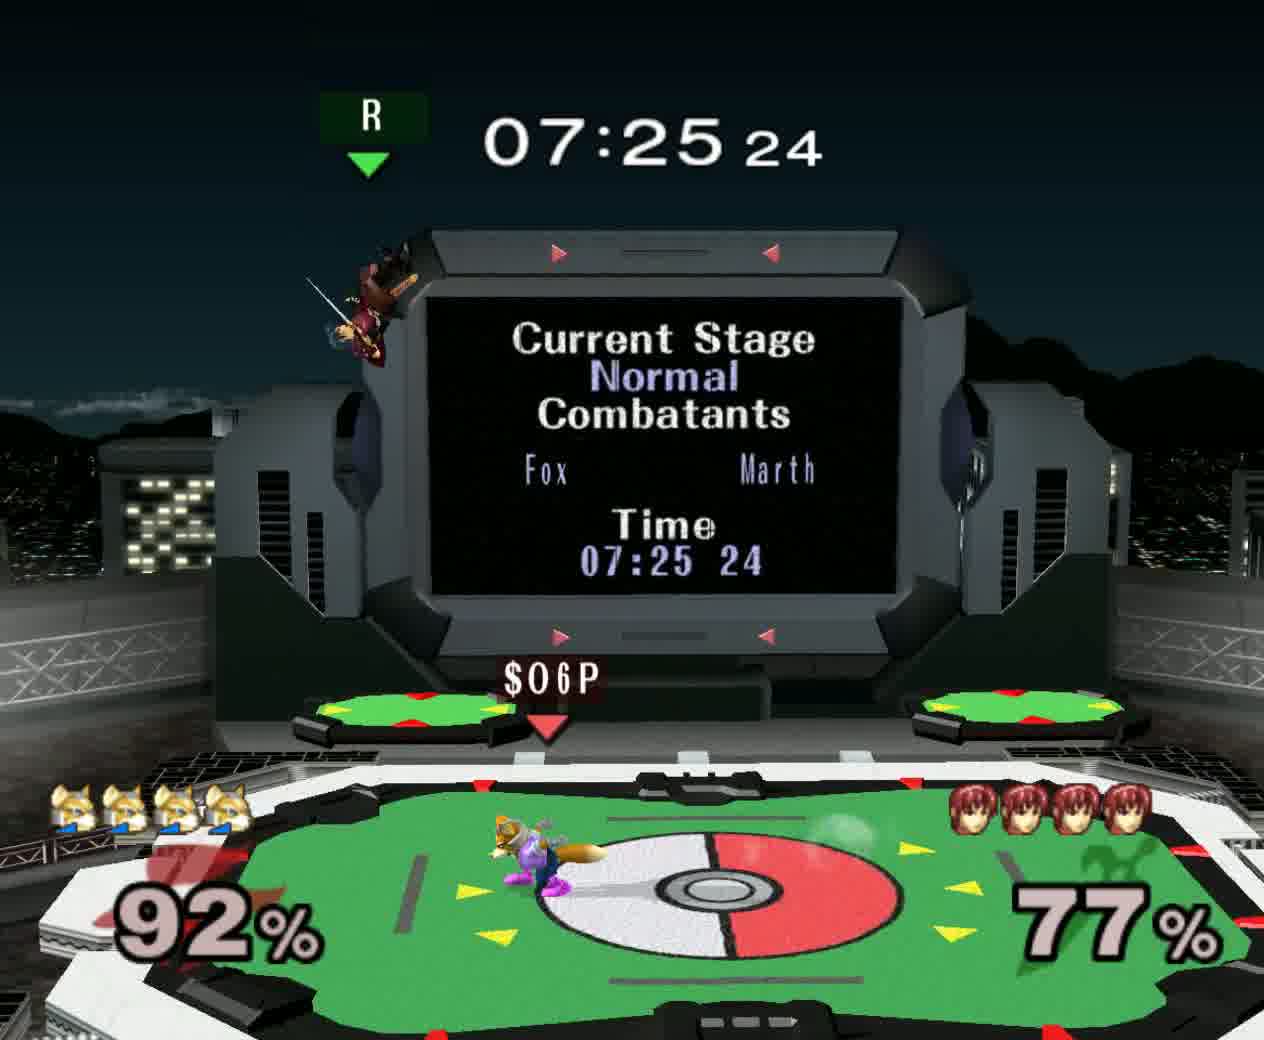 R
07:25 24
Current Stage
Normal
Combatants
Fox Marth
Time
07:25 24
$06P
92%
77%